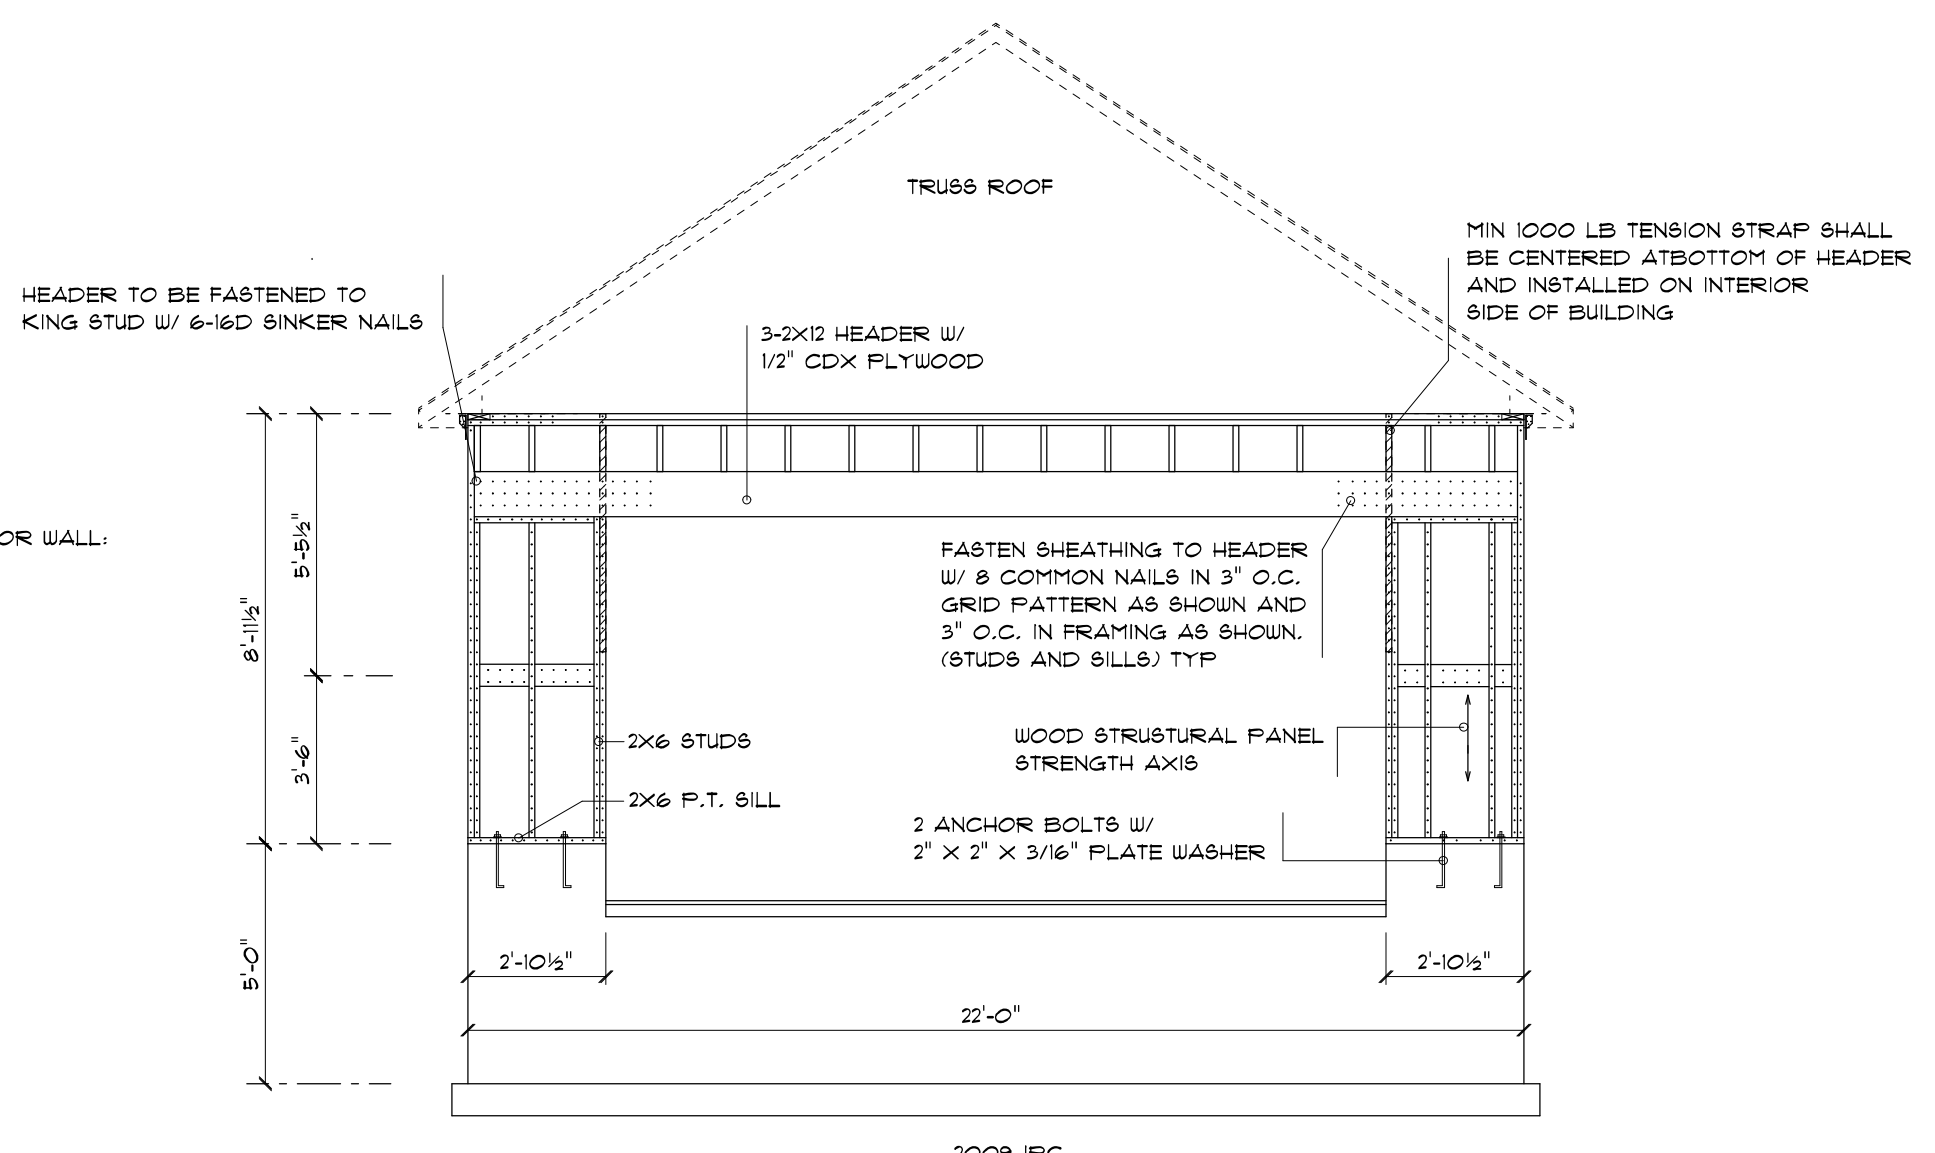 TRUSS ROOF
MIN 1000 LB TENSION STRAP SHALL
BE CENTERED ATBOTTOM OF HEADER
AND INSTALLED ON INTERIOR
SIDE OF BUILDING
HEADER TO BE FASTENED TO
KING STUD W/ 6-16D SINKER NAILS
3-2X12 HEADER W/
1/2" CDX PLYWOOD
OR WALL:
5'-5½"
8'-11½"
FASTEN SHEATHING TO HEADER
W/ 8 COMMON NAILS IN 3" O.C.
GRID PATTERN AS SHOWN AND
3" O.C. IN FRAMING AS SHOWN.
(STUDS AND SILLS) TYP
3'-6"
2X6 STUDS
WOOD STRUSTURAL PANEL
STRENGTH AXIS
2X6 P.T. SILL
2 ANCHOR BOLTS W/
2" X 2" X 3/16" PLATE WASHER
5'-0"
2'-10½"
2'-10½"
22'-0"